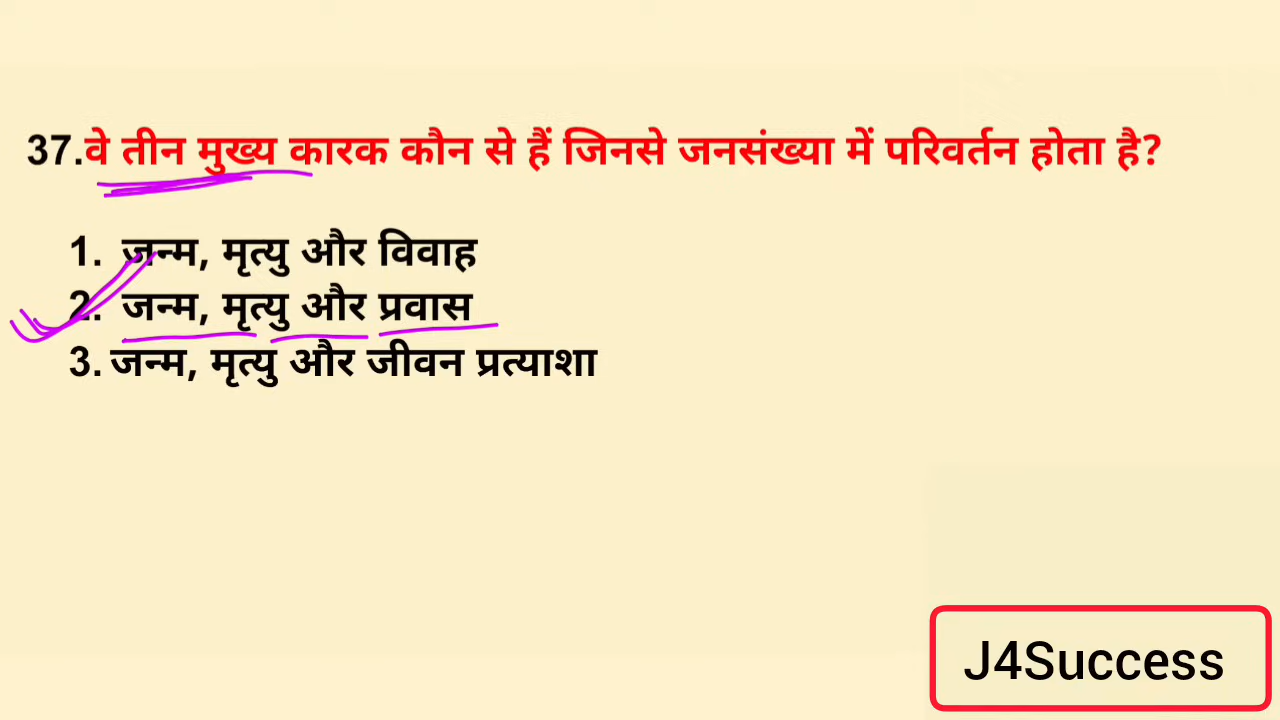 37.वे तीन मुख्य कारक कौन से हैं जिनसे जनसंख्या में परिवर्तन होता है?
1. जन्म, मृत्यु और विवाह
2. जन्म, मृत्यु और प्रवास
3. जन्म, मृत्यु और जीवन प्रत्याशा
J4Success